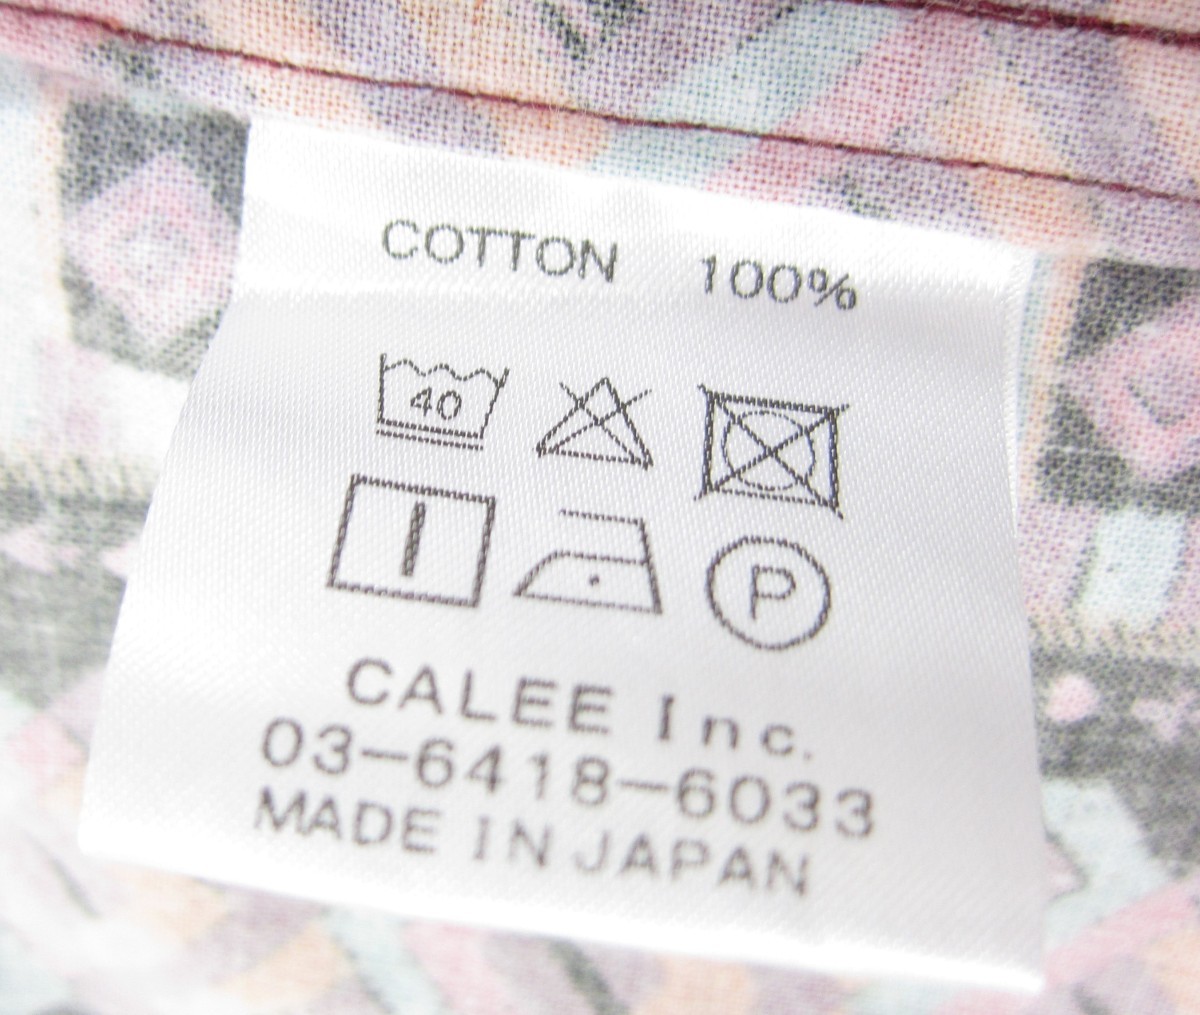 COTTON 100%
40
P
CALEE Inc.
03-6418-6033
MADE IN JAPAN